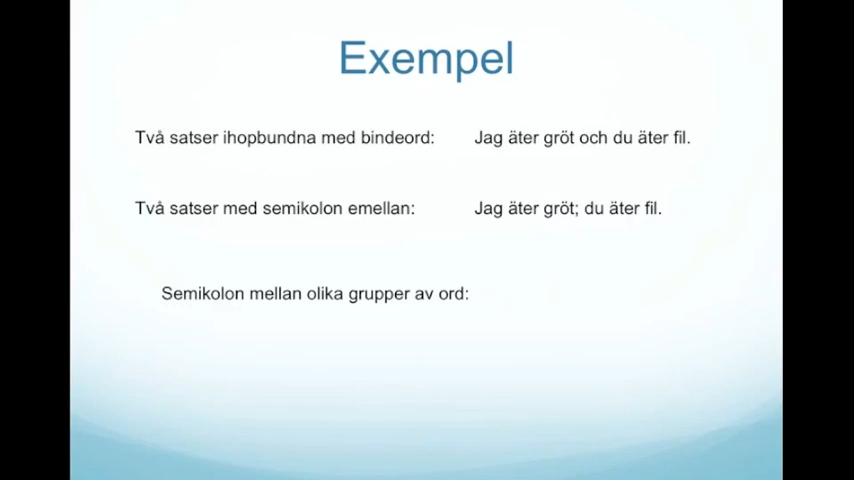 Exempel
Två satser ihopbundna med bindeord: Jag äter gröt och du äter fil.
Två satser med semikolon emellan: Jag äter gröt; du äter fil.
Semikolon mellan olika grupper av ord: